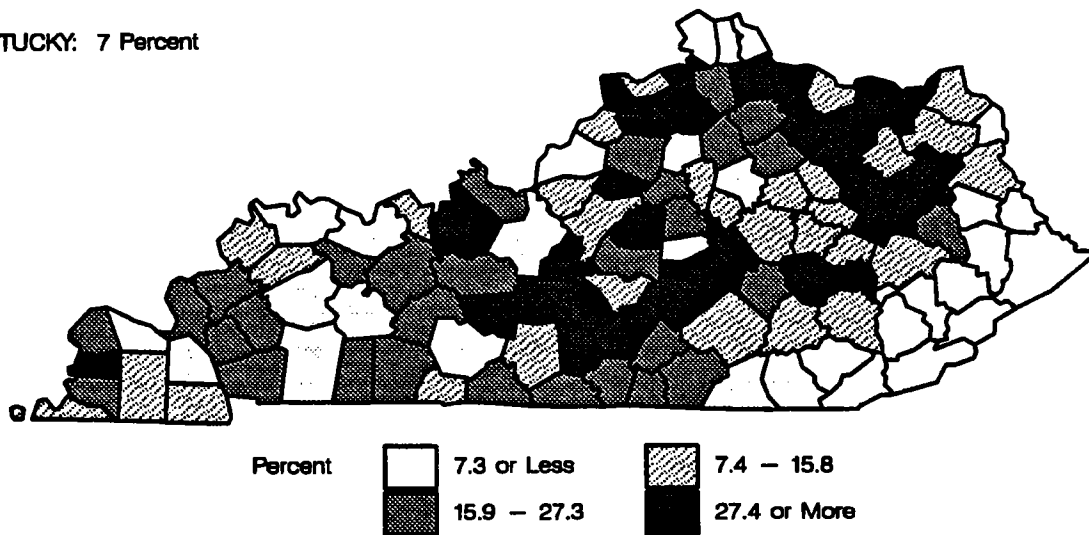 TUCKY: 7 Percent
Percent
7.3 or Less
7.4 – 15.8
15.9 – 27.3
27.4 or More